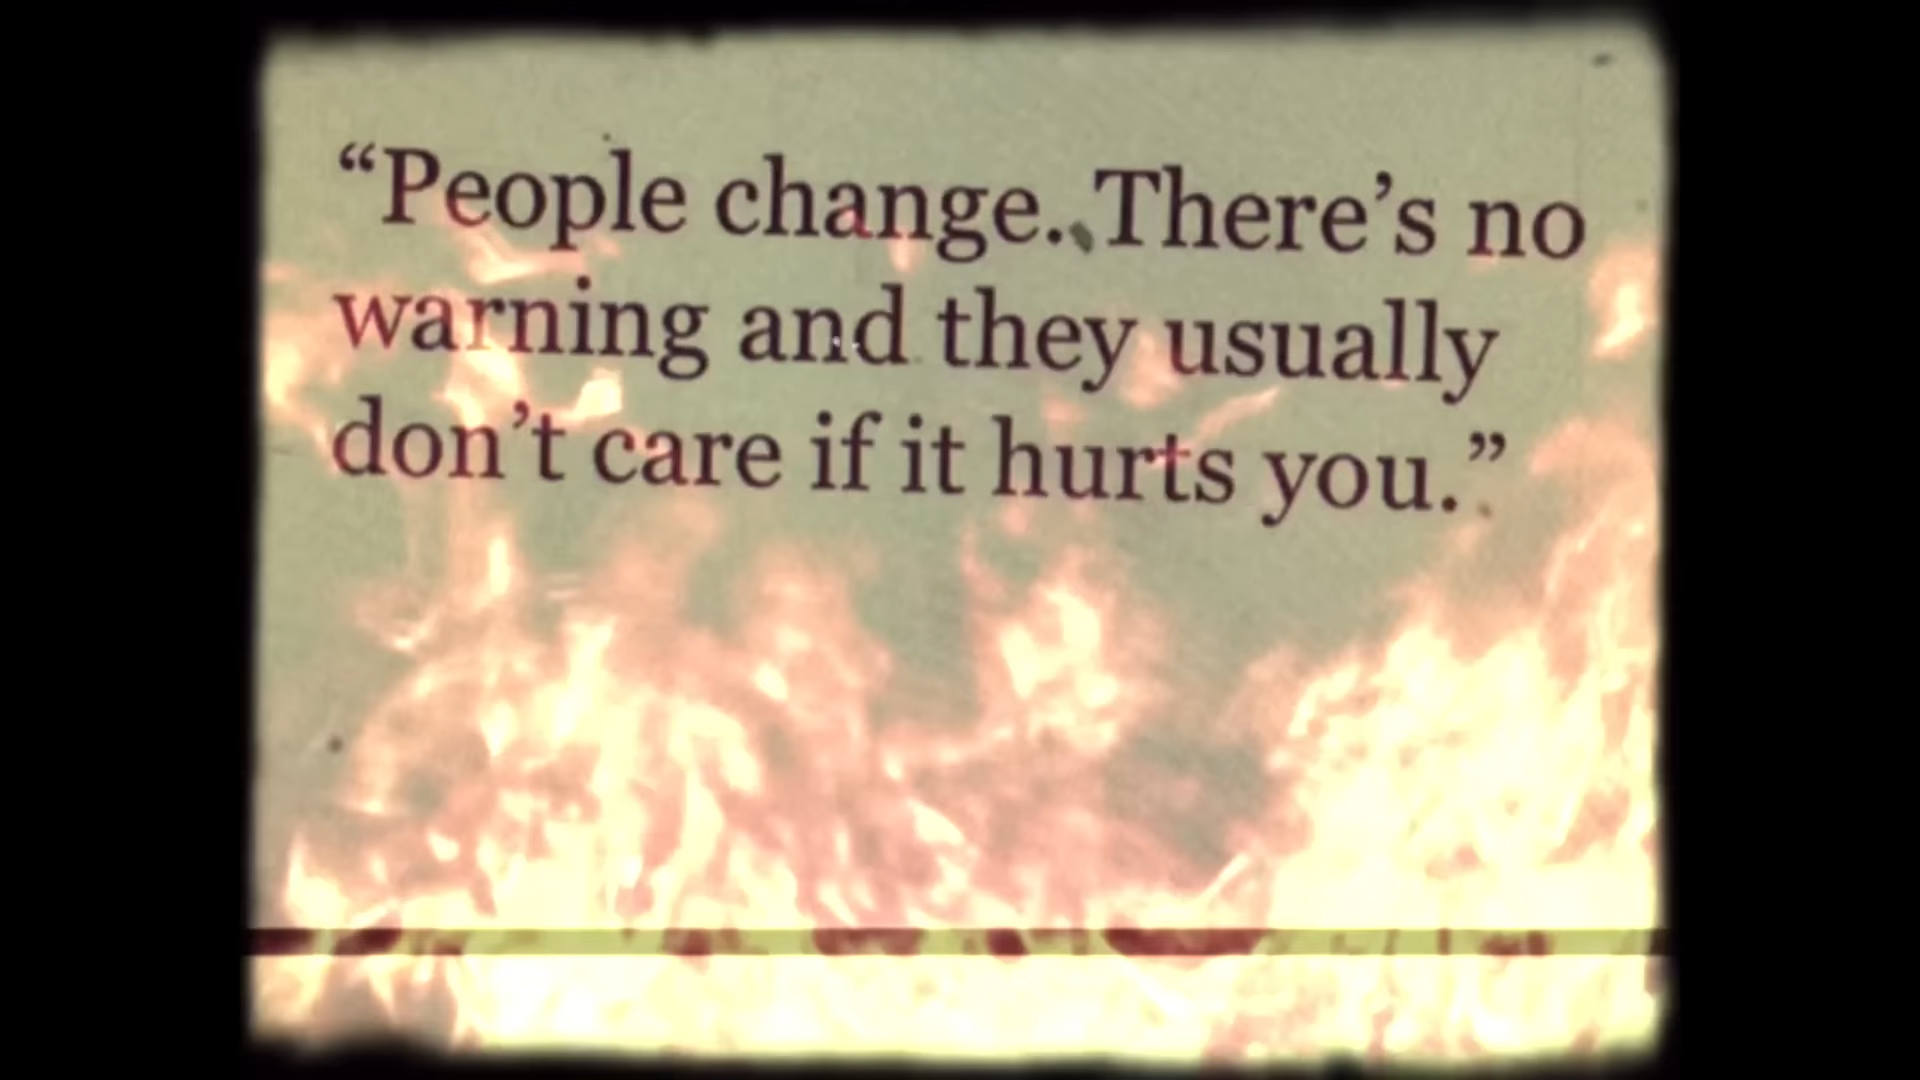 “People change. There’s no
warning and they usually
don’t care if it hurts you.”